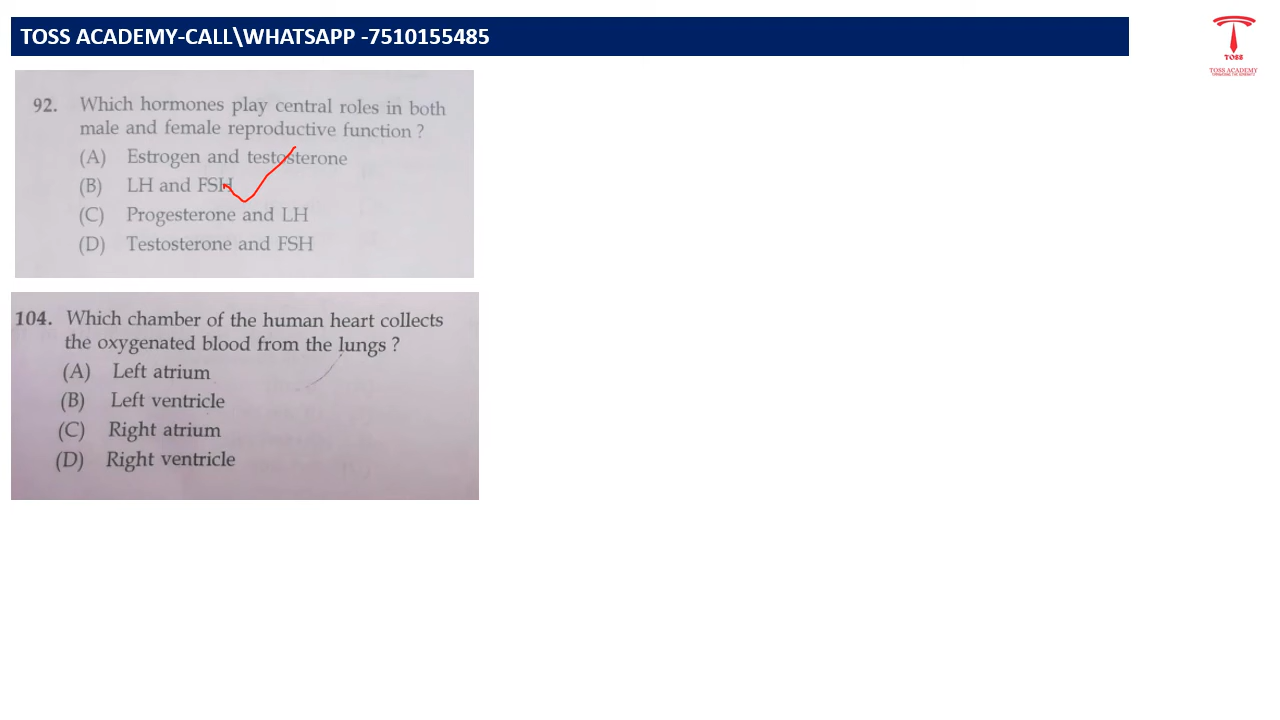 TOSS ACADEMY-CALL\WHATSAPP -7510155485
TOSS
TOSS ACADEMY
92. Which hormones play central roles in both
male and female reproductive function ?
(A) Estrogen and testosterone
(B) LH and FSH
(C) Progesterone and LH
(D) Testosterone and FSH
104. Which chamber of the human heart collects
the oxygenated blood from the lungs ?
(A) Left atrium
(B) Left ventricle
(C) Right atrium
(D) Right ventricle